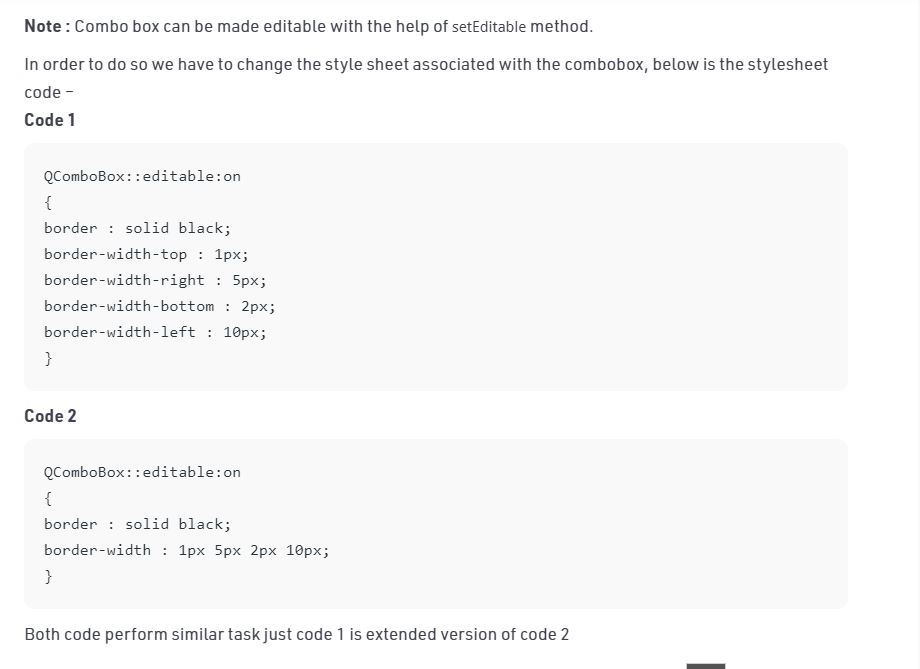 Note : Combo box can be made editable with the help of setEditable method.
In order to do so we have to change the style sheet associated with the combobox, below is the stylesheet
code –
Code 1
QComboBox::editable:on
{
border : solid black;
border-width-top : 1px;
border-width-right : 5px;
border-width-bottom : 2px;
border-width-left : 10px;
}
Code 2
QComboBox::editable:on
{
border : solid black;
border-width : 1px 5px 2px 10px;
}
Both code perform similar task just code 1 is extended version of code 2